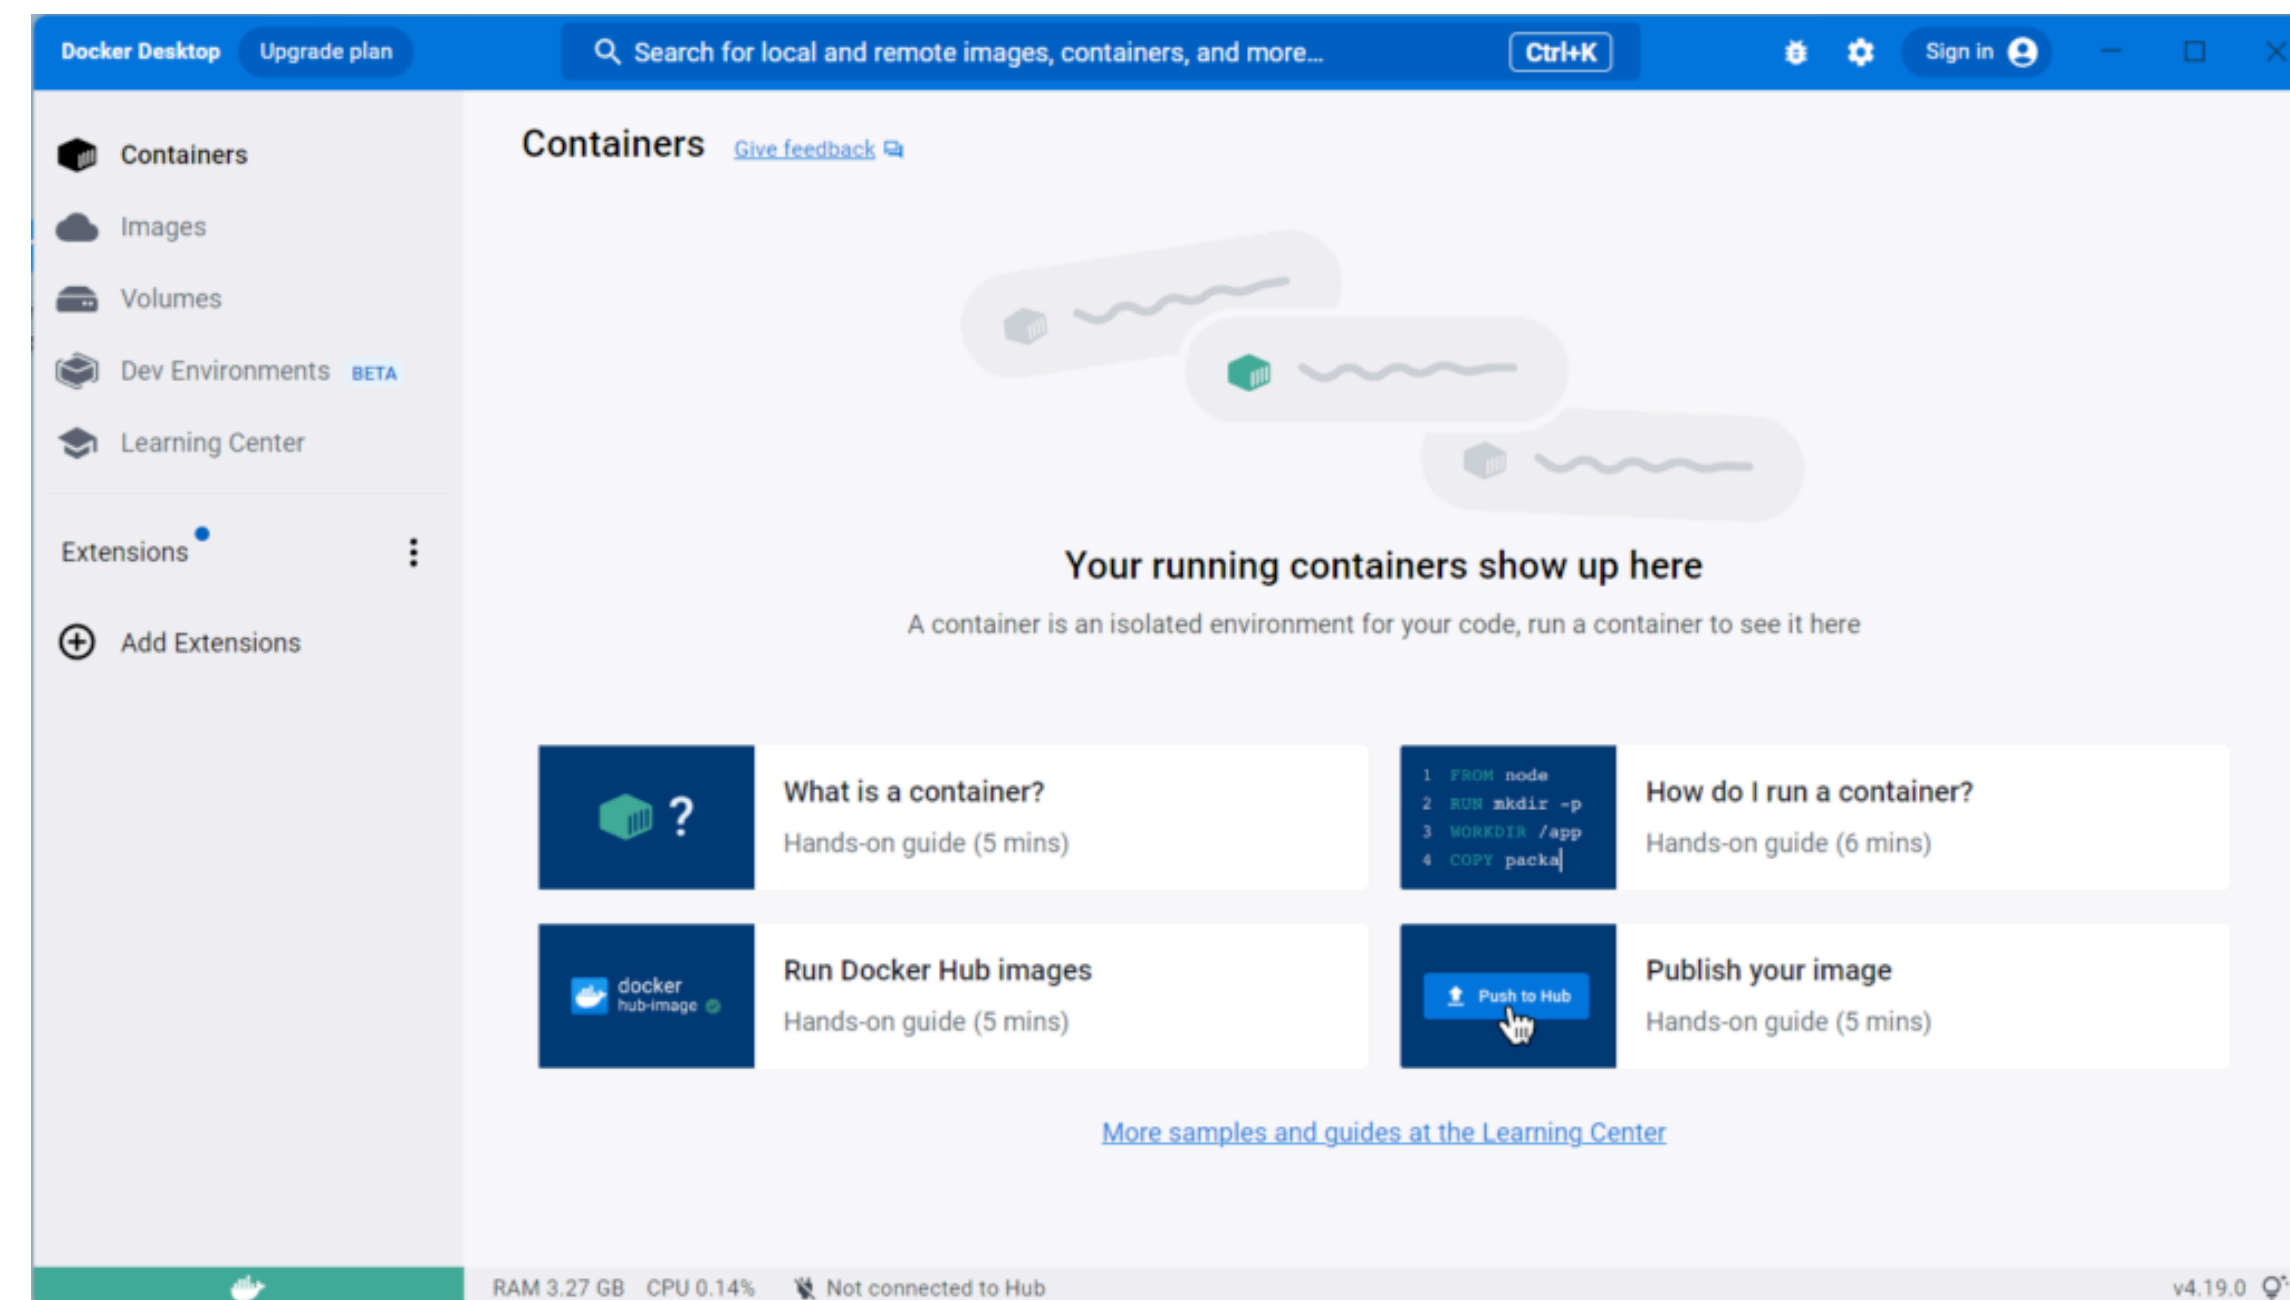 Docker Desktop Upgrade plan Search for local and remote images, containers, and more... Ctrl+K Sign in
Containers
Images
Volumes
Dev Environments BETA
Learning Center
Extensions
Add Extensions
Containers Give feedback
Your running containers show up here
A container is an isolated environment for your code, run a container to see it here
?
What is a container?
Hands-on guide (5 mins)
1 FROM node
2 RUN mkdir -p
3 WORKDIR /app
4 COPY packa
How do I run a container?
Hands-on guide (6 mins)
docker
hub-image
Run Docker Hub images
Hands-on guide (5 mins)
Push to Hub
Publish your image
Hands-on guide (5 mins)
More samples and guides at the Learning Center
RAM 3.27 GB CPU 0.14% Not connected to Hub v4.19.0